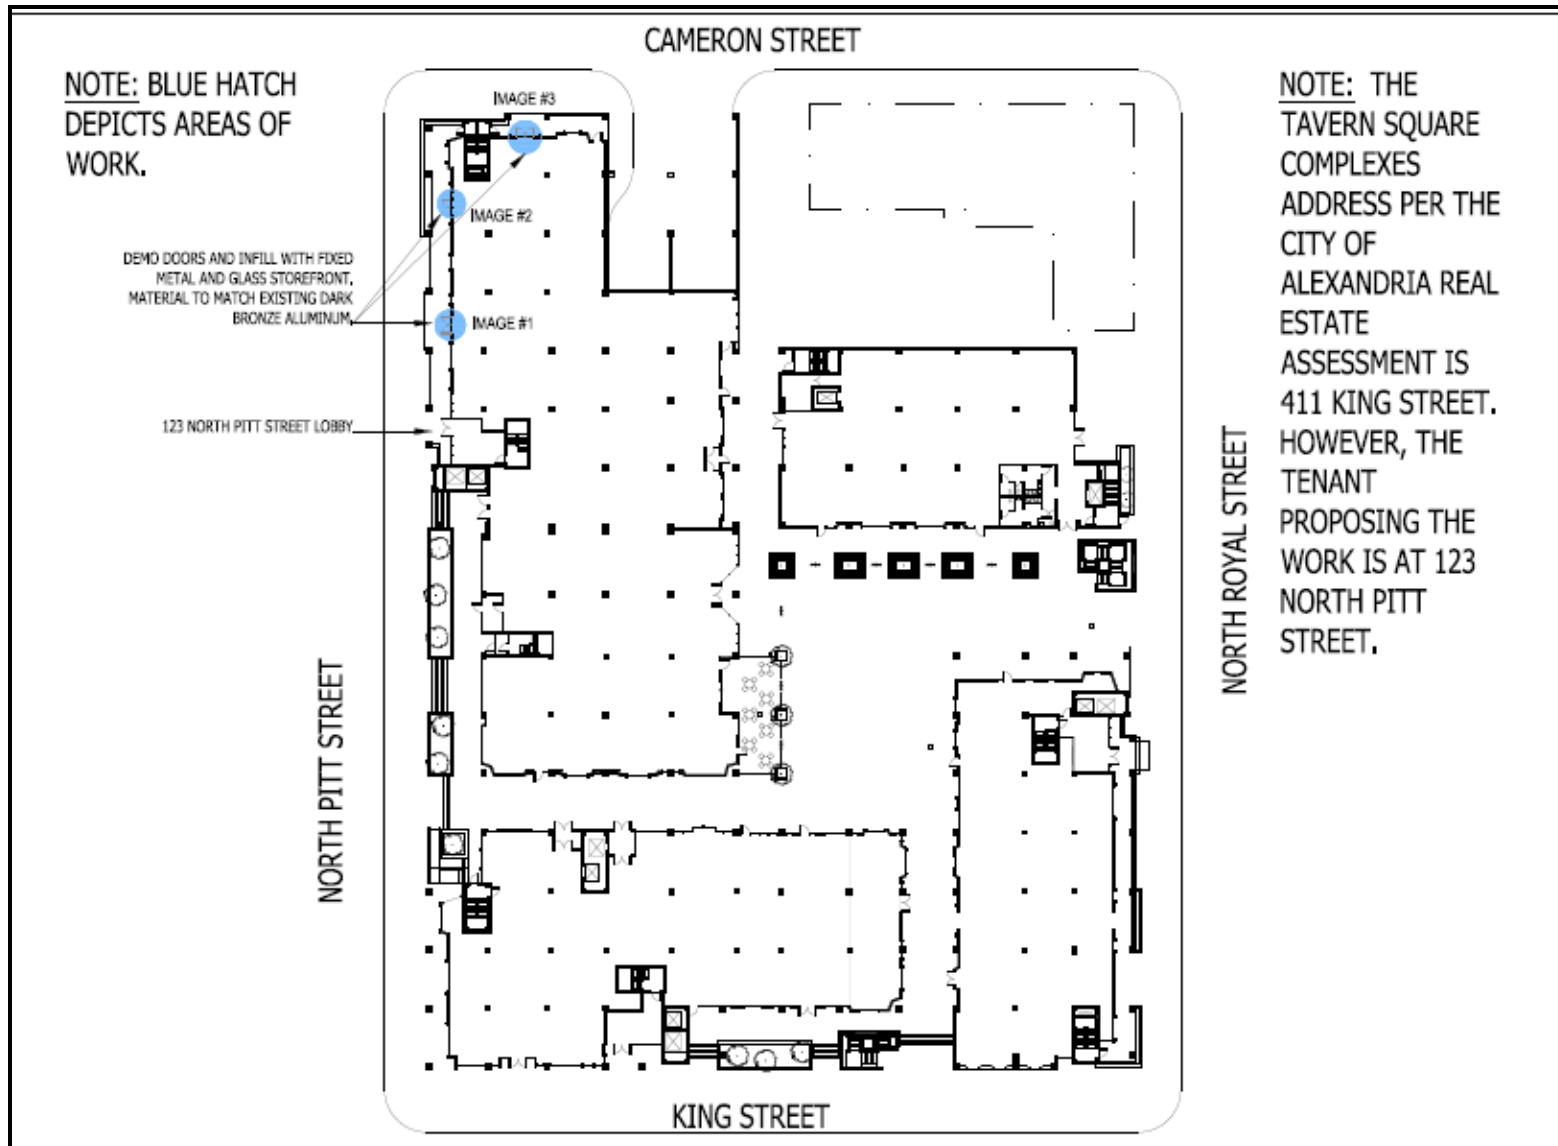 CAMERON STREET
NOTE: BLUE HATCH
DEPICTS AREAS OF
WORK.
IMAGE #3
IMAGE #2
DEMO DOORS AND INFILL WITH FIXED
METAL AND GLASS STOREFRONT,
MATERIAL TO MATCH EXISTING DARK
BRONZE ALUMINUM.
IMAGE #1
123 NORTH PITT STREET LOBBY
NORTH PITT STREET
KING STREET
NORTH ROYAL STREET
NOTE: THE
TAVERN SQUARE
COMPLEXES
ADDRESS PER THE
CITY OF
ALEXANDRIA REAL
ESTATE
ASSESSMENT IS
411 KING STREET.
HOWEVER, THE
TENANT
PROPOSING THE
WORK IS AT 123
NORTH PITT
STREET.